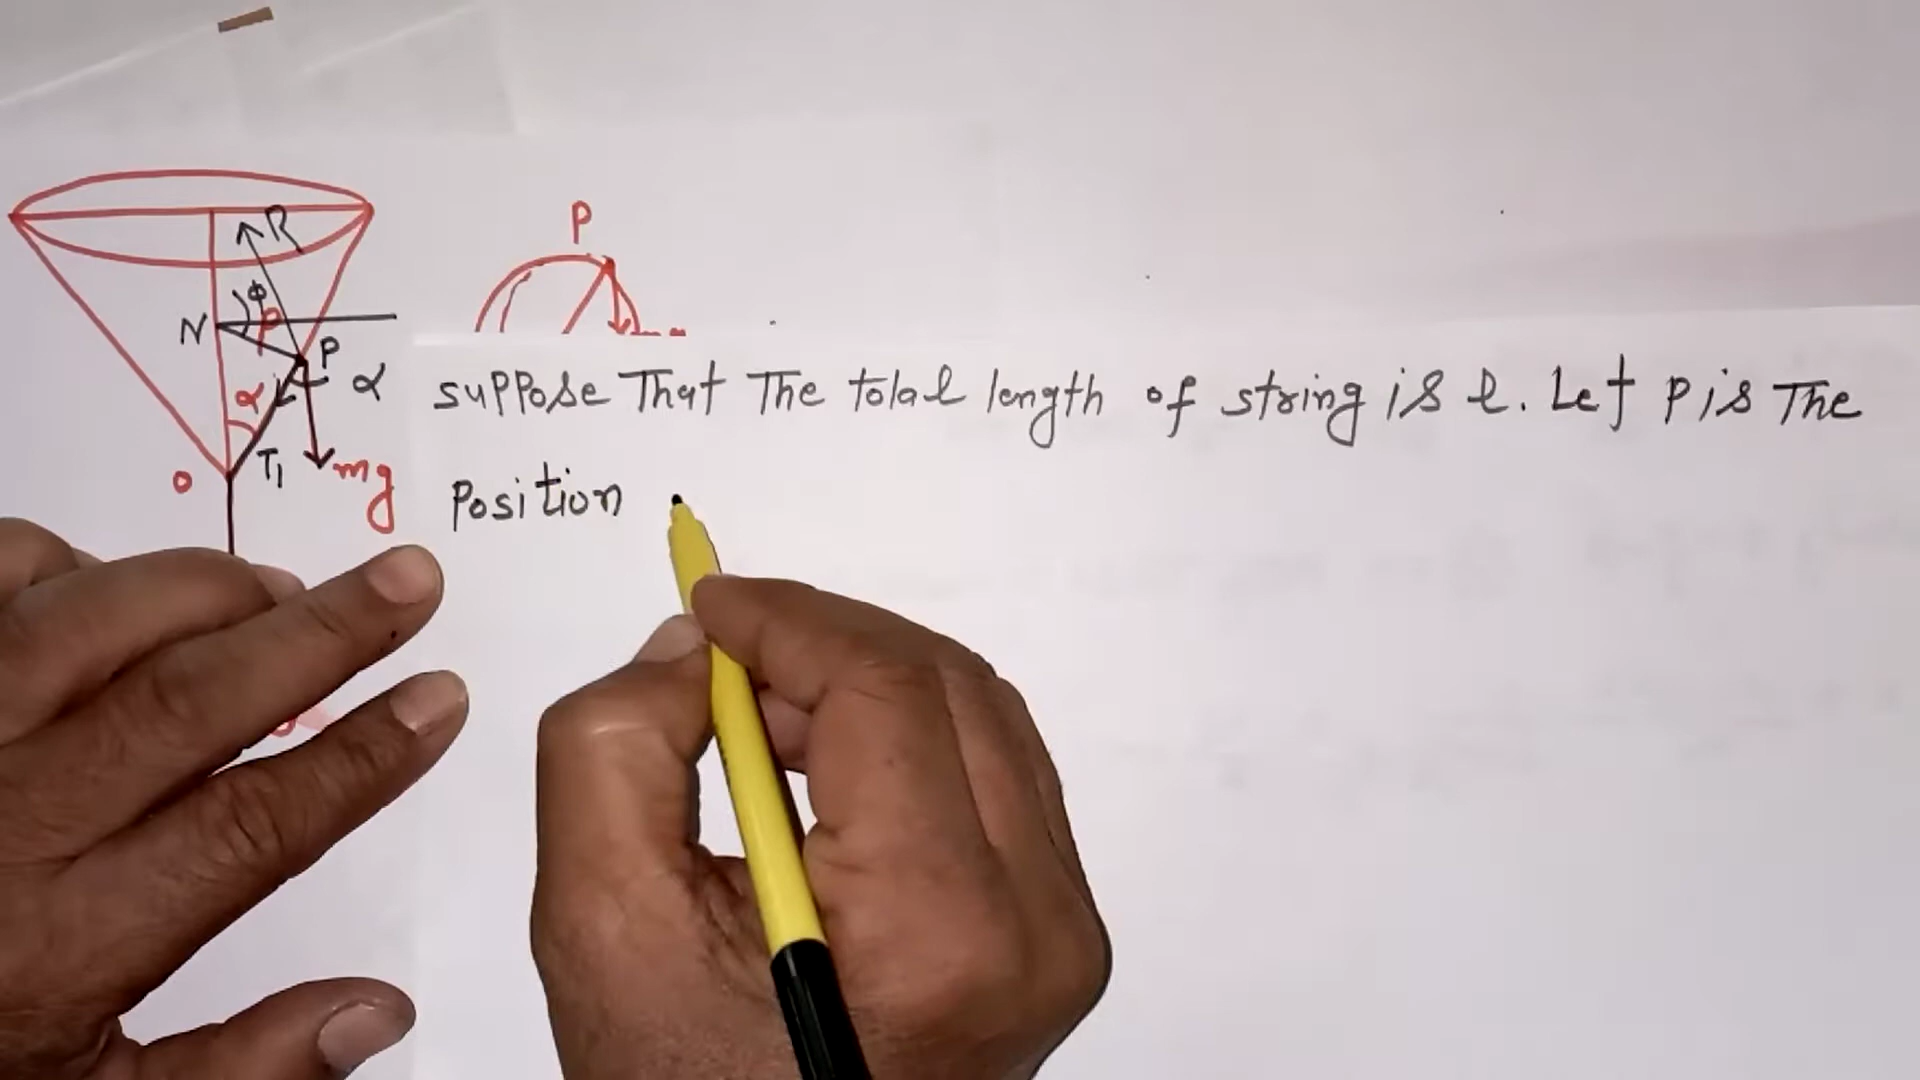 R
P
ϕ
N
P
P
α
α
suppose That The total length of string is l. Let P is The
T₁
mg
O
Position